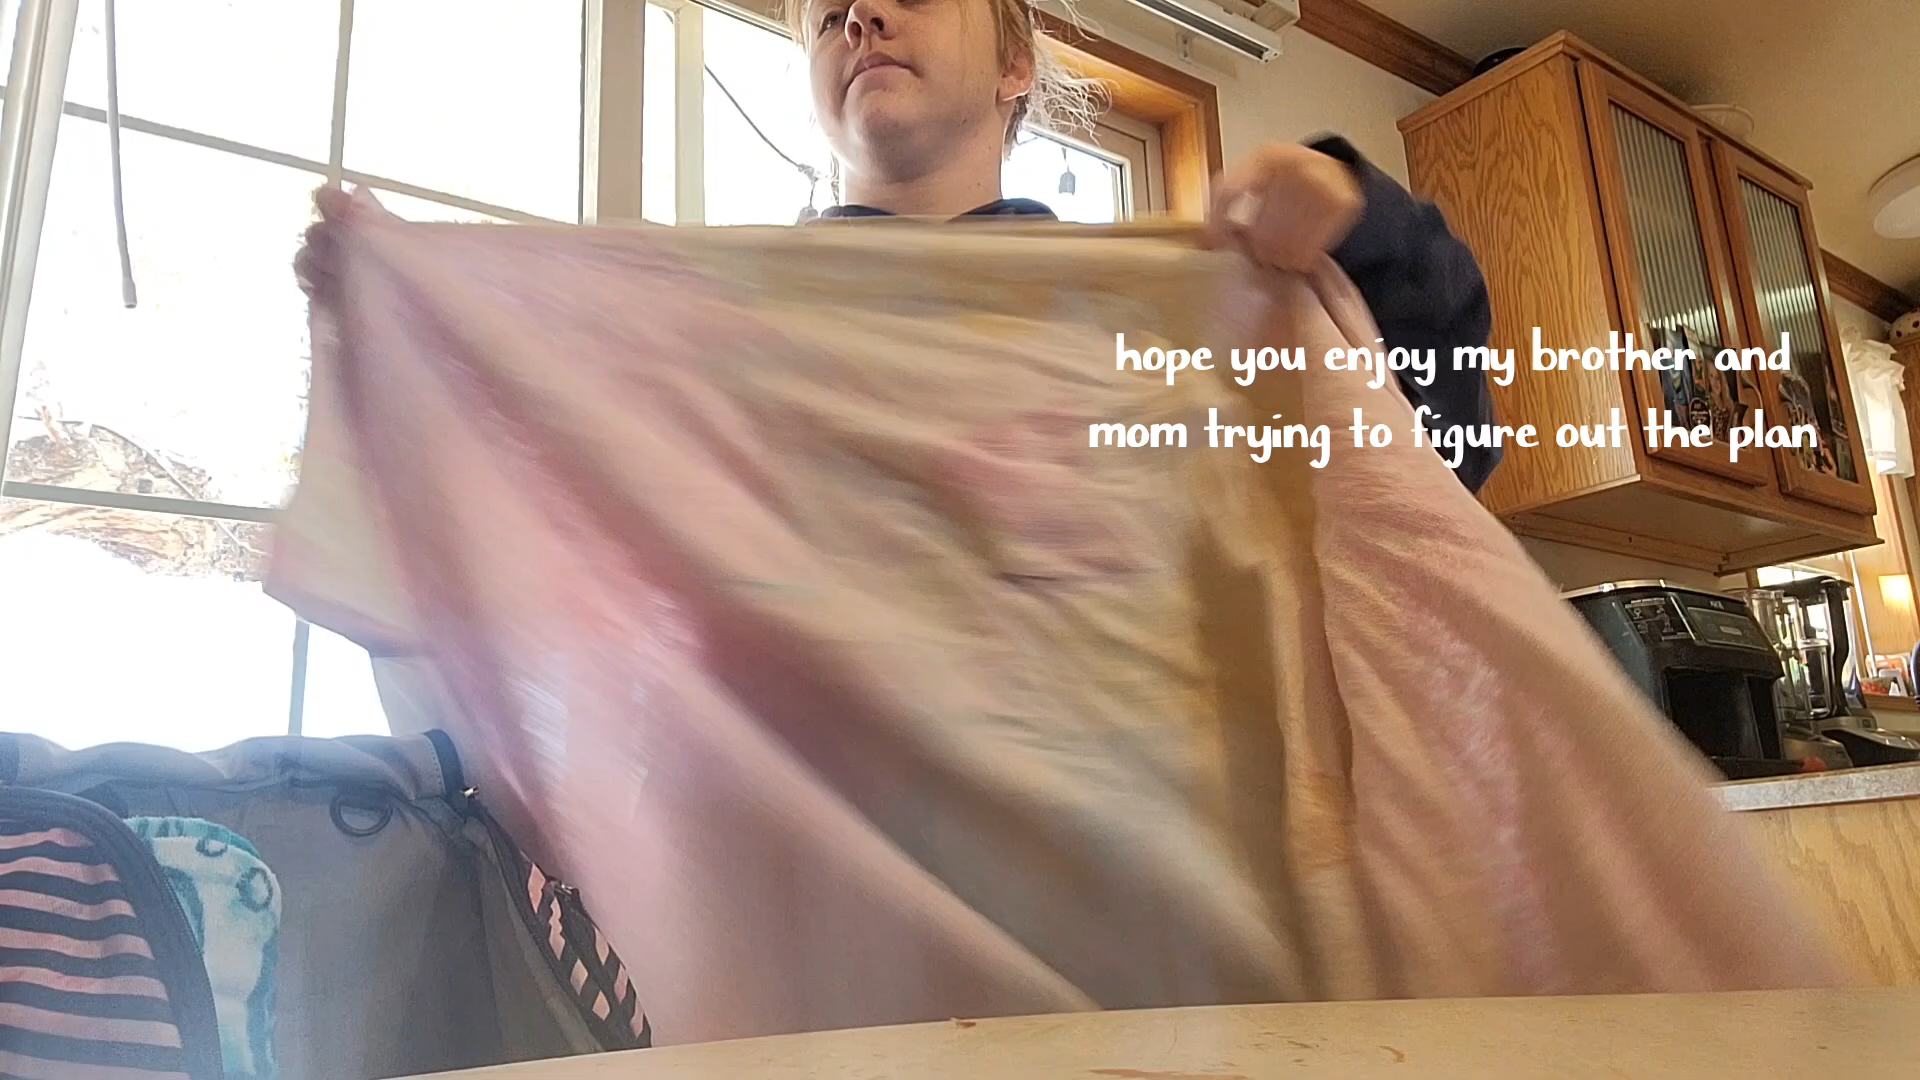 hope you enjoy my brother and
mom trying to figure out the plan